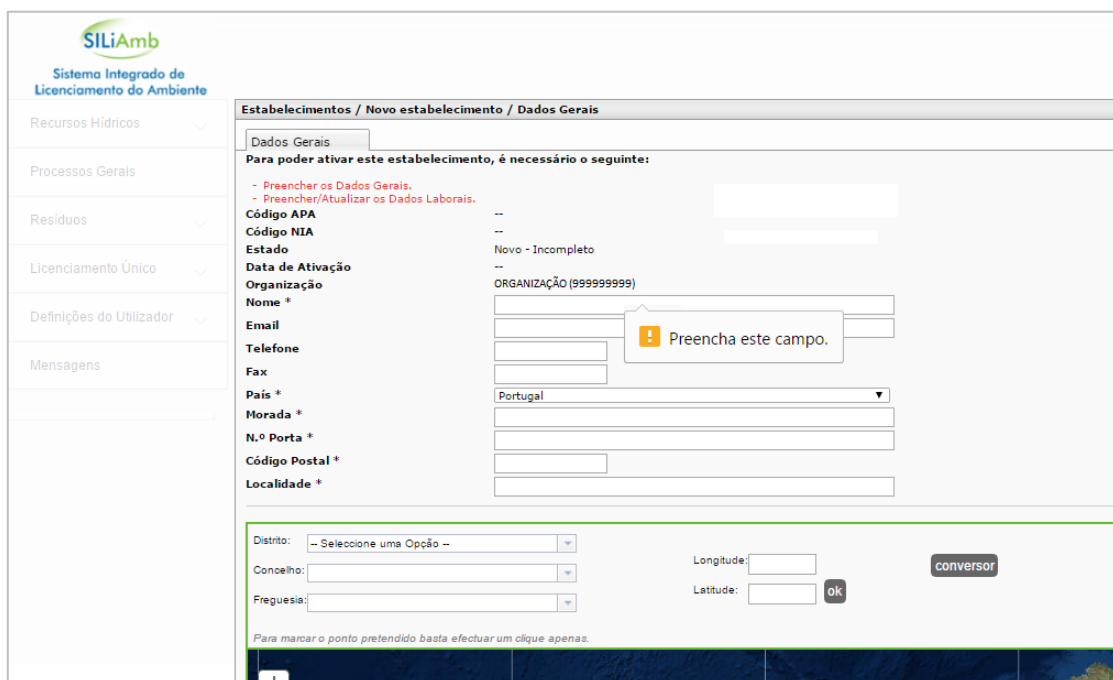 SILiAmb
Sistema Integrado de
Licenciamento do Ambiente
Recursos Hídricos
Processos Gerais
Resíduos
Licenciamento Único
Definições do Utilizador
Mensagens
Estabelecimentos / Novo estabelecimento / Dados Gerais
Dados Gerais
Para poder ativar este estabelecimento, é necessário o seguinte:
- Preencher os Dados Gerais.
- Preencher/Atualizar os Dados Laborais.
Código APA --
Código NIA --
Estado Novo - Incompleto
Data de Ativação --
Organização ORGANIZAÇÃO (999999999)
Nome *
Preencha este campo.
Email
Telefone
Fax
País * Portugal
Morada *
N.º Porta *
Código Postal *
Localidade *
Distrito: -- Seleccione uma Opção --
Concelho:
Freguesia:
Longitude:
Latitude: ok
conversor
Para marcar o ponto pretendido basta efectuar um clique apenas.